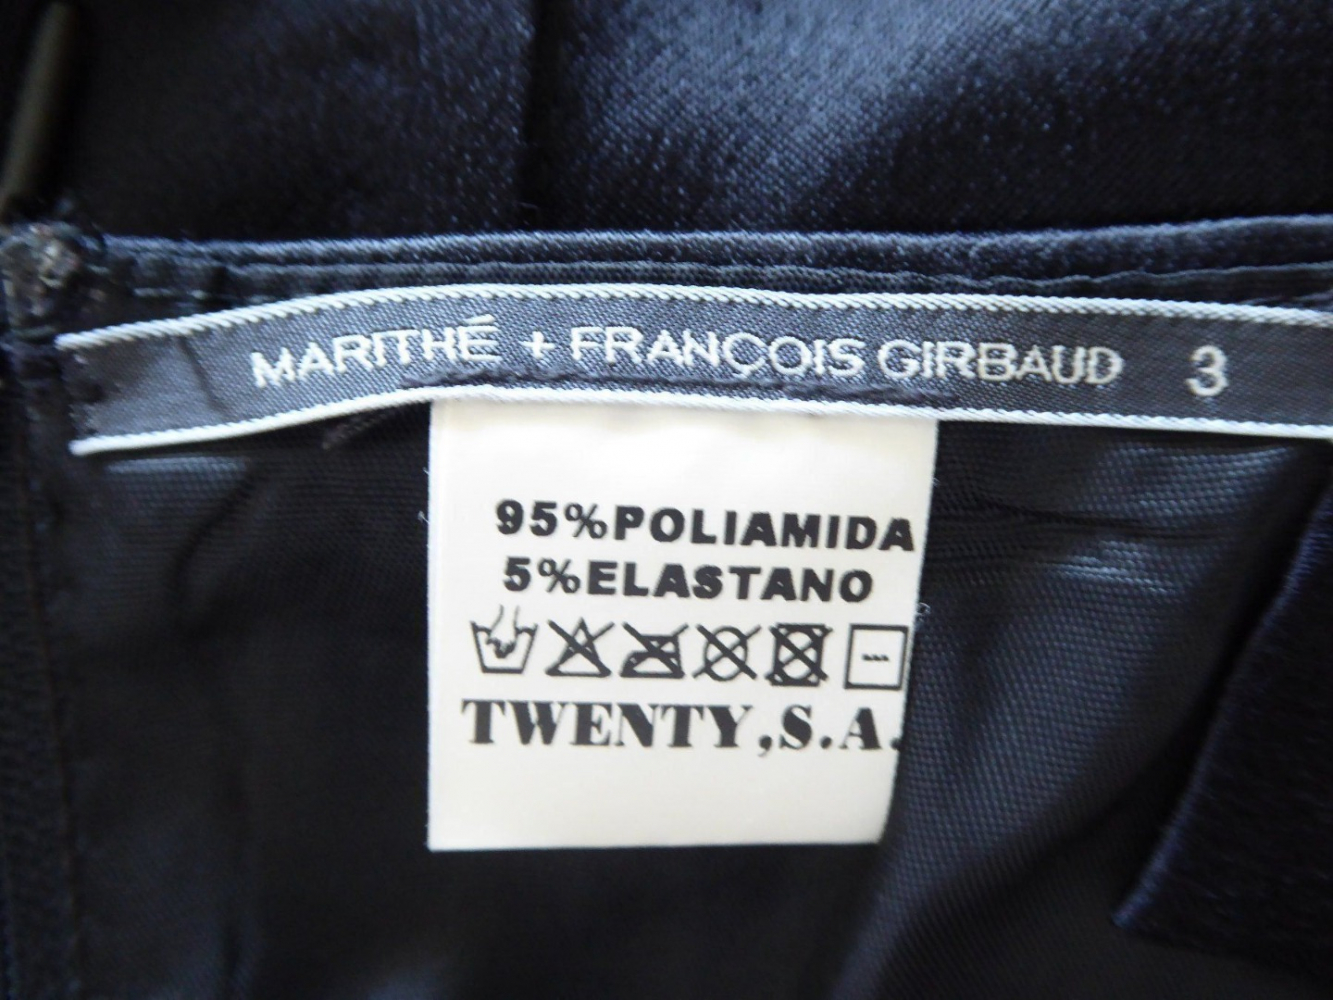 MARITHÉ + FRANÇOIS GIRBAUD 3
95%POLIAMIDA
5%ELASTANO
TWENTY,S.A.